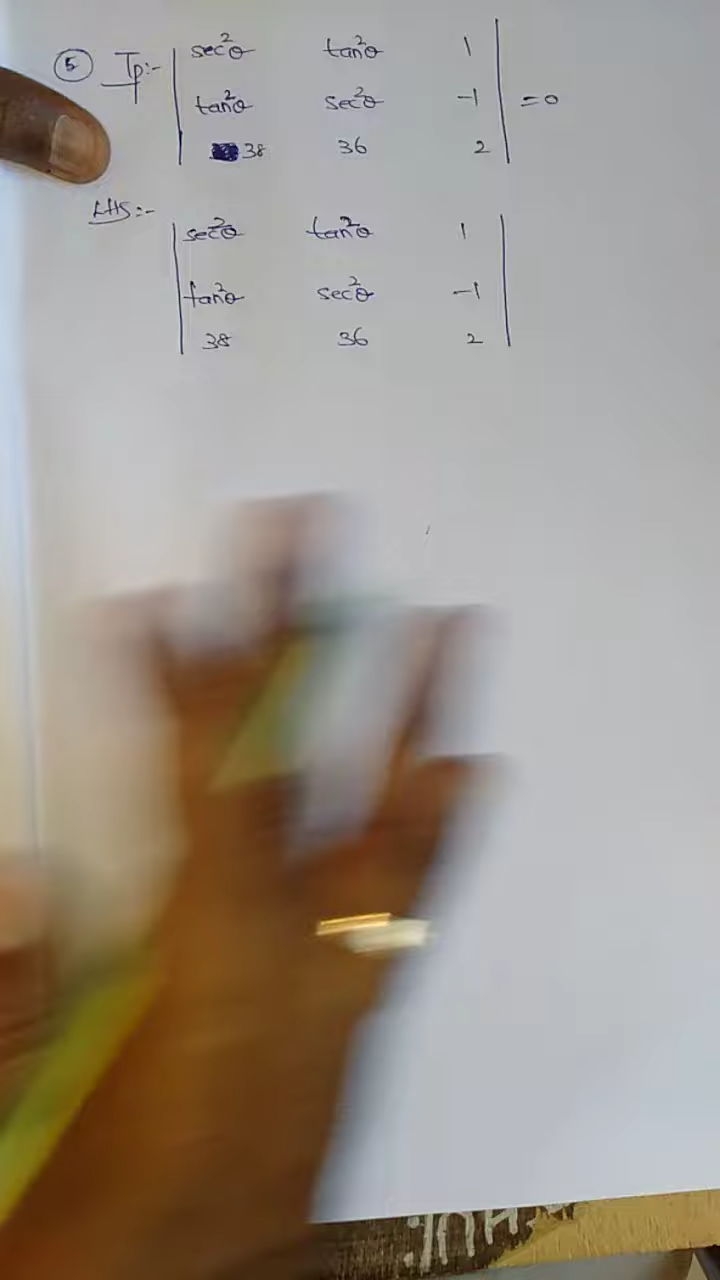 ⑤ Tp:- | sec²θ tan²θ 1 |
| tan²θ sec²θ -1 | = 0
| 38 36 2 |
LHS:-
| sec²θ tan²θ 1 |
| tan²θ sec²θ -1 |
| 38 36 2 |